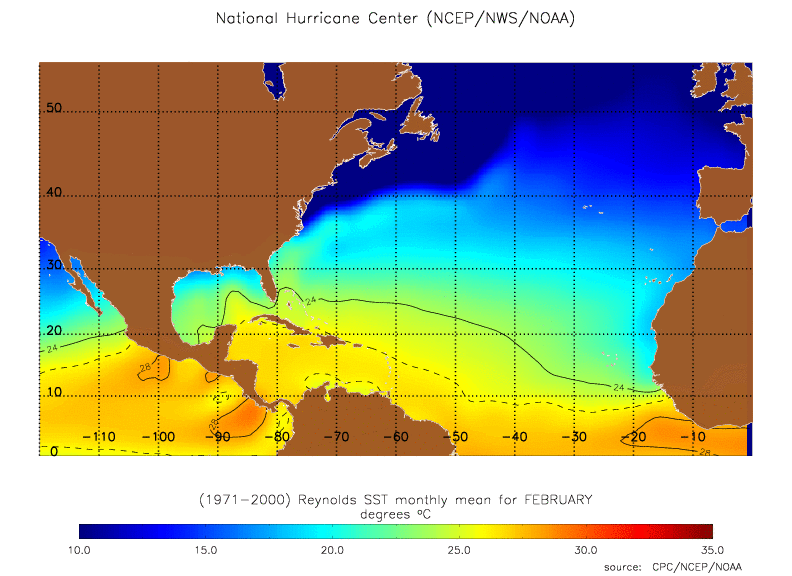 National Hurricane Center (NCEP/NWS/NOAA)
50
40
30
24
24
20
28
24
10
28
28
-110 -100 -90 -80 -70 -60 -50 -40 -30 -20 -10
0
(1971-2000) Reynolds SST monthly mean for FEBRUARY
degrees ºC
10.0 15.0 20.0 25.0 30.0 35.0
source: CPC/NCEP/NOAA